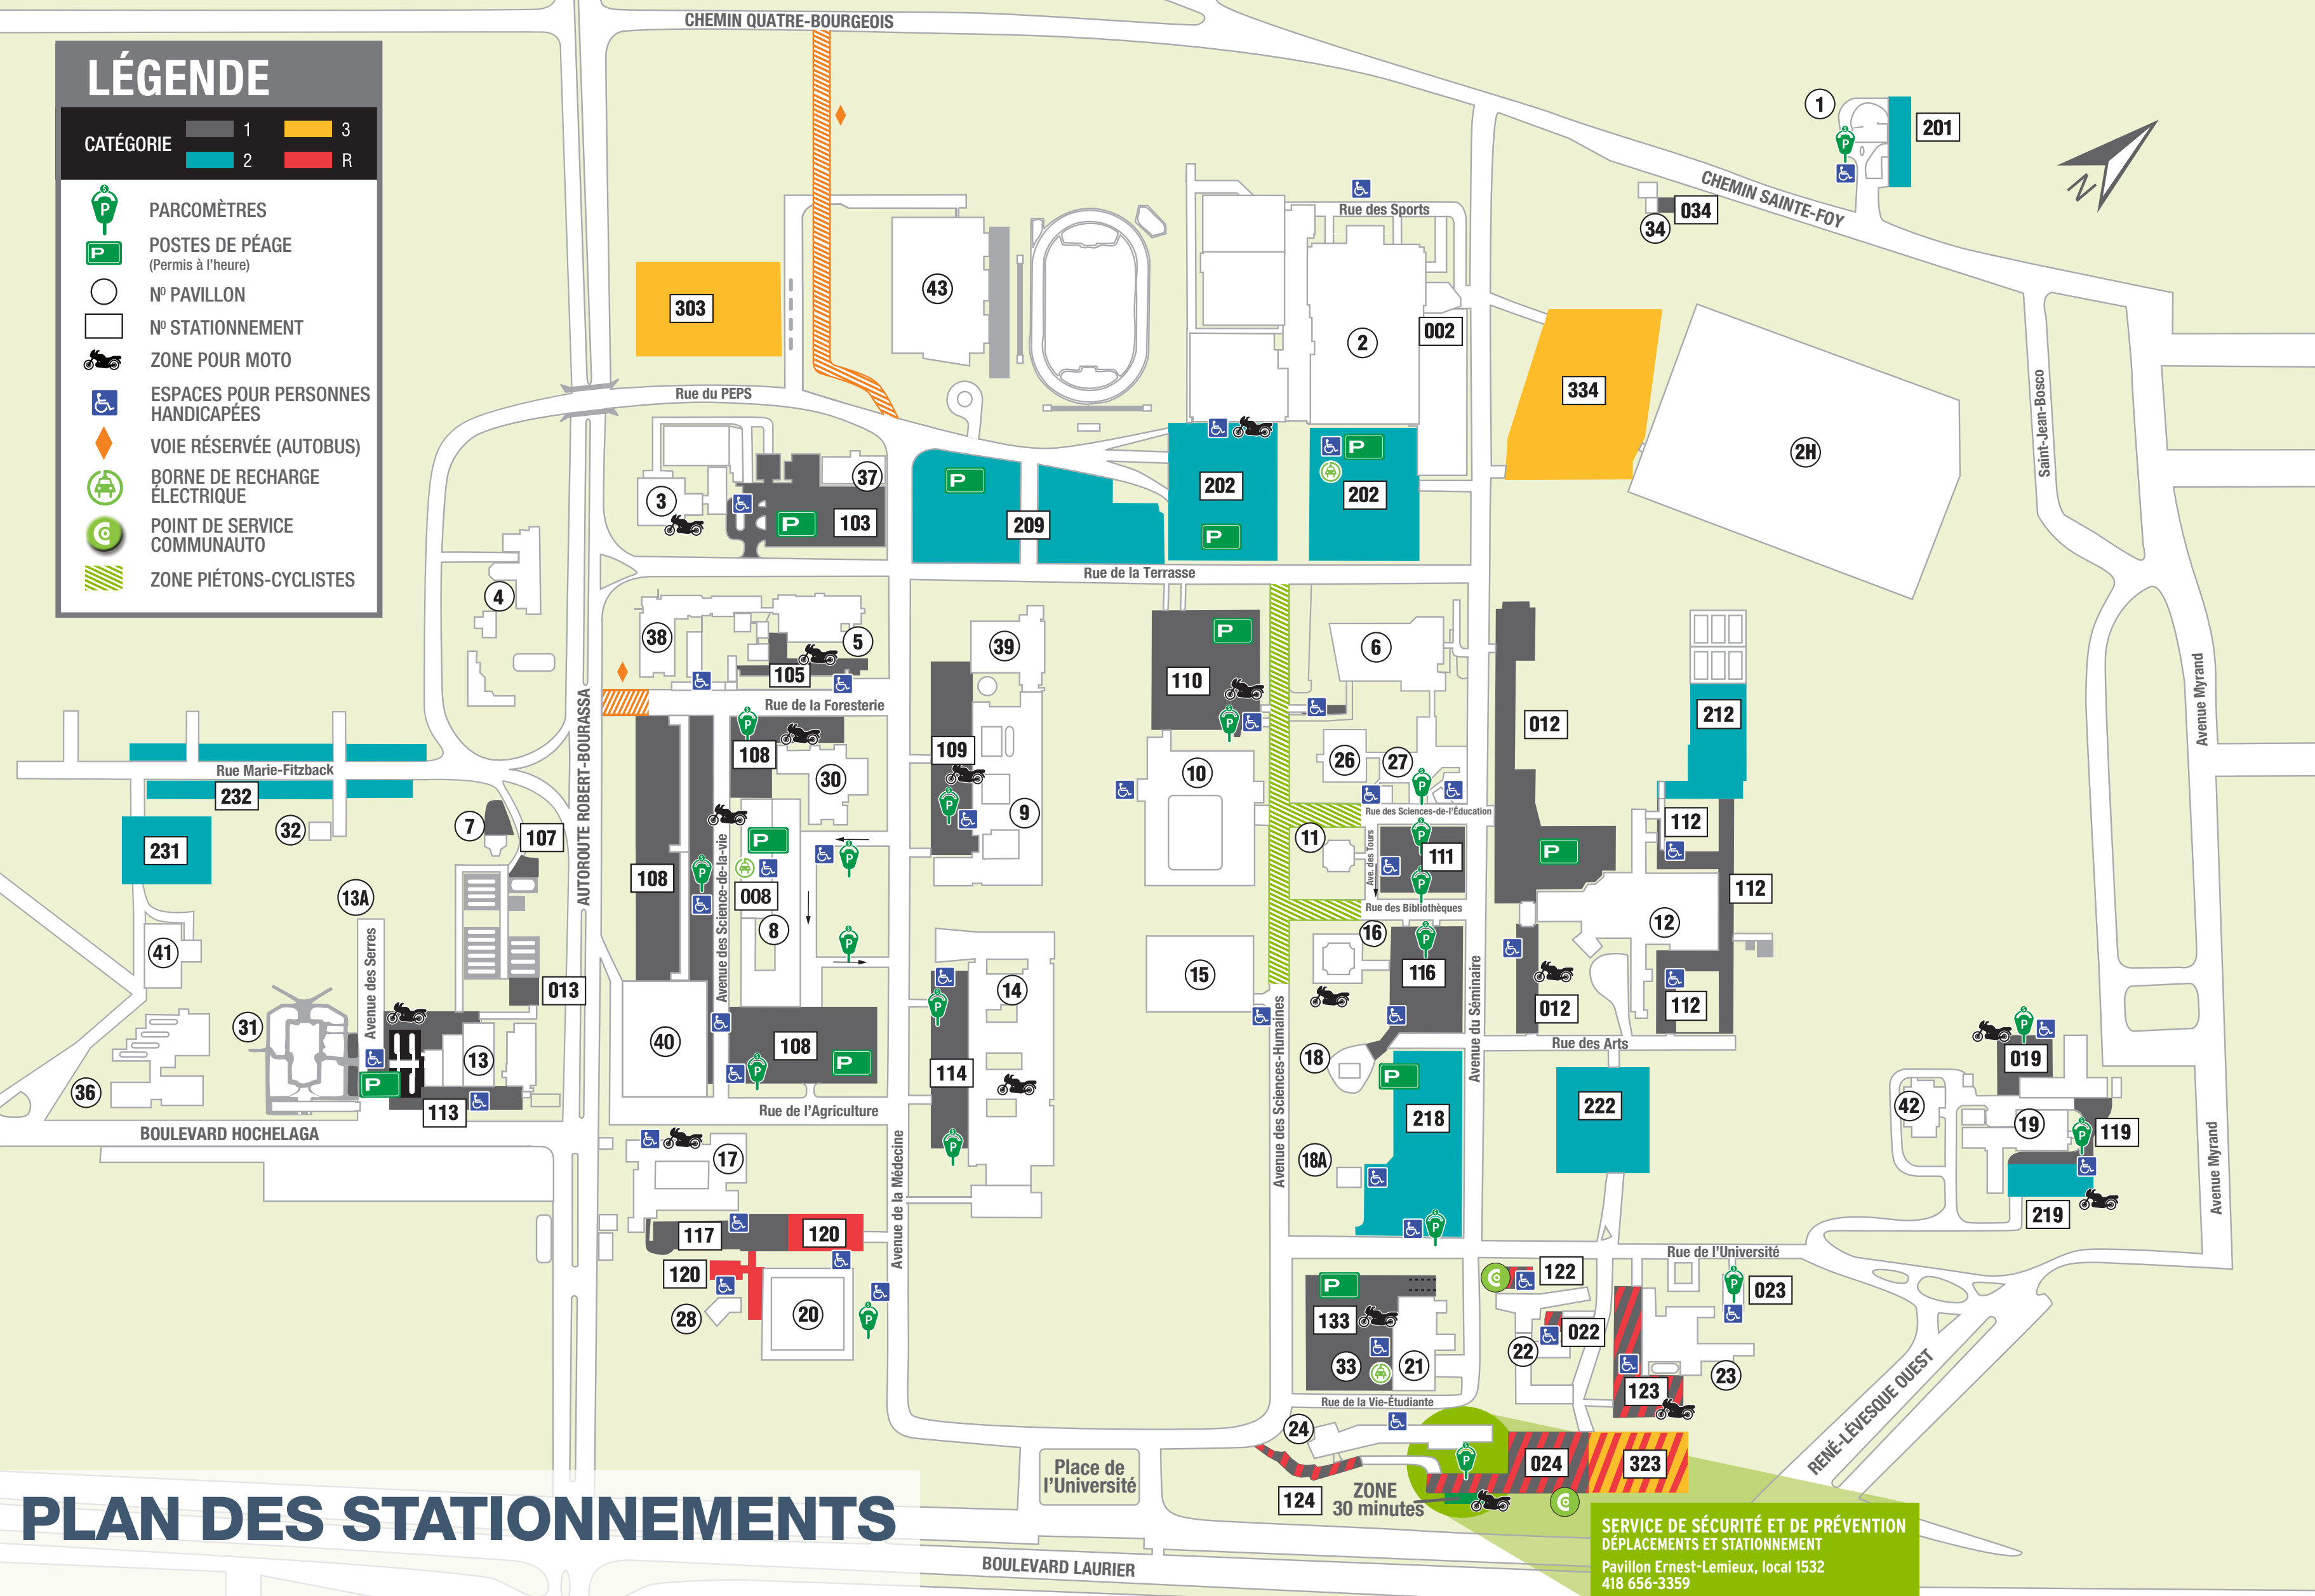 CHEMIN QUATRE-BOURGEOIS
LÉGENDE
CATÉGORIE
1
3
2
R
PARCOMÈTRES
POSTES DE PÉAGE
(Permis à l'heure)
Nº PAVILLON
Nº STATIONNEMENT
ZONE POUR MOTO
ESPACES POUR PERSONNES
HANDICAPÉES
VOIE RÉSERVÉE (AUTOBUS)
BORNE DE RECHARGE
ÉLECTRIQUE
POINT DE SERVICE
COMMUNAUTO
ZONE PIÉTONS-CYCLISTES
1
201
N
CHEMIN SAINTE-FOY
034
34
Rue des Sports
43
303
2
002
334
2H
Saint-Jean-Bosco
Rue du PEPS
37
3
103
209
202
202
Rue de la Terrasse
4
38
5
105
39
110
6
012
212
Avenue Myrand
Rue de la Foresterie
AUTOROUTE ROBERT-BOURASSA
108
109
30
10
26
27
Rue Marie-Fitzback
232
231
32
7
107
9
Rue des Sciences-de-l'Éducation
11
Ave. des Tours
111
112
112
108
Avenue des Science-de-la-vie
008
8
13A
Rue des Bibliothèques
12
16
41
Avenue des Serres
013
14
15
116
Avenue du Séminaire
012
112
31
13
40
108
114
18
Rue des Arts
019
36
113
Rue de l'Agriculture
218
222
42
19
119
BOULEVARD HOCHELAGA
17
Avenue de la Médecine
Avenue des Sciences-Humaines
18A
Avenue Myrand
219
117
120
120
28
20
Rue de l'Université
122
023
133
022
33
21
22
23
123
Rue de la Vie-Étudiante
24
RENÉ-LÉVESQUE OUEST
Place de
l'Université
024
323
124
ZONE
30 minutes
PLAN DES STATIONNEMENTS
SERVICE DE SÉCURITÉ ET DE PRÉVENTION
DÉPLACEMENTS ET STATIONNEMENT
Pavillon Ernest-Lemieux, local 1532
418 656-3359
BOULEVARD LAURIER